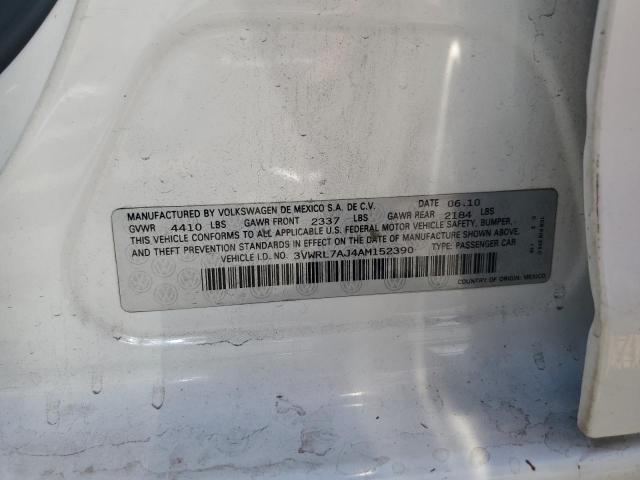 MANUFACTURED BY VOLKSWAGEN DE MEXICO S.A. DE C.V. DATE 06.10
GVWR 4410 LBS GAWR FRONT 2337 LBS GAWR REAR 2184 LBS
THIS VEHICLE CONFORMS TO ALL APPLICABLE U.S. FEDERAL MOTOR VEHICLE SAFETY, BUMPER,
AND THEFT PREVENTION STANDARDS IN EFFECT ON THE DATE OF MANUFACTURE SHOWN ABOVE.
VEHICLE I.D. NO. 3VWRL7AJ4AM152390 TYPE: PASSENGER CAR
COUNTRY OF ORIGIN: MEXICO